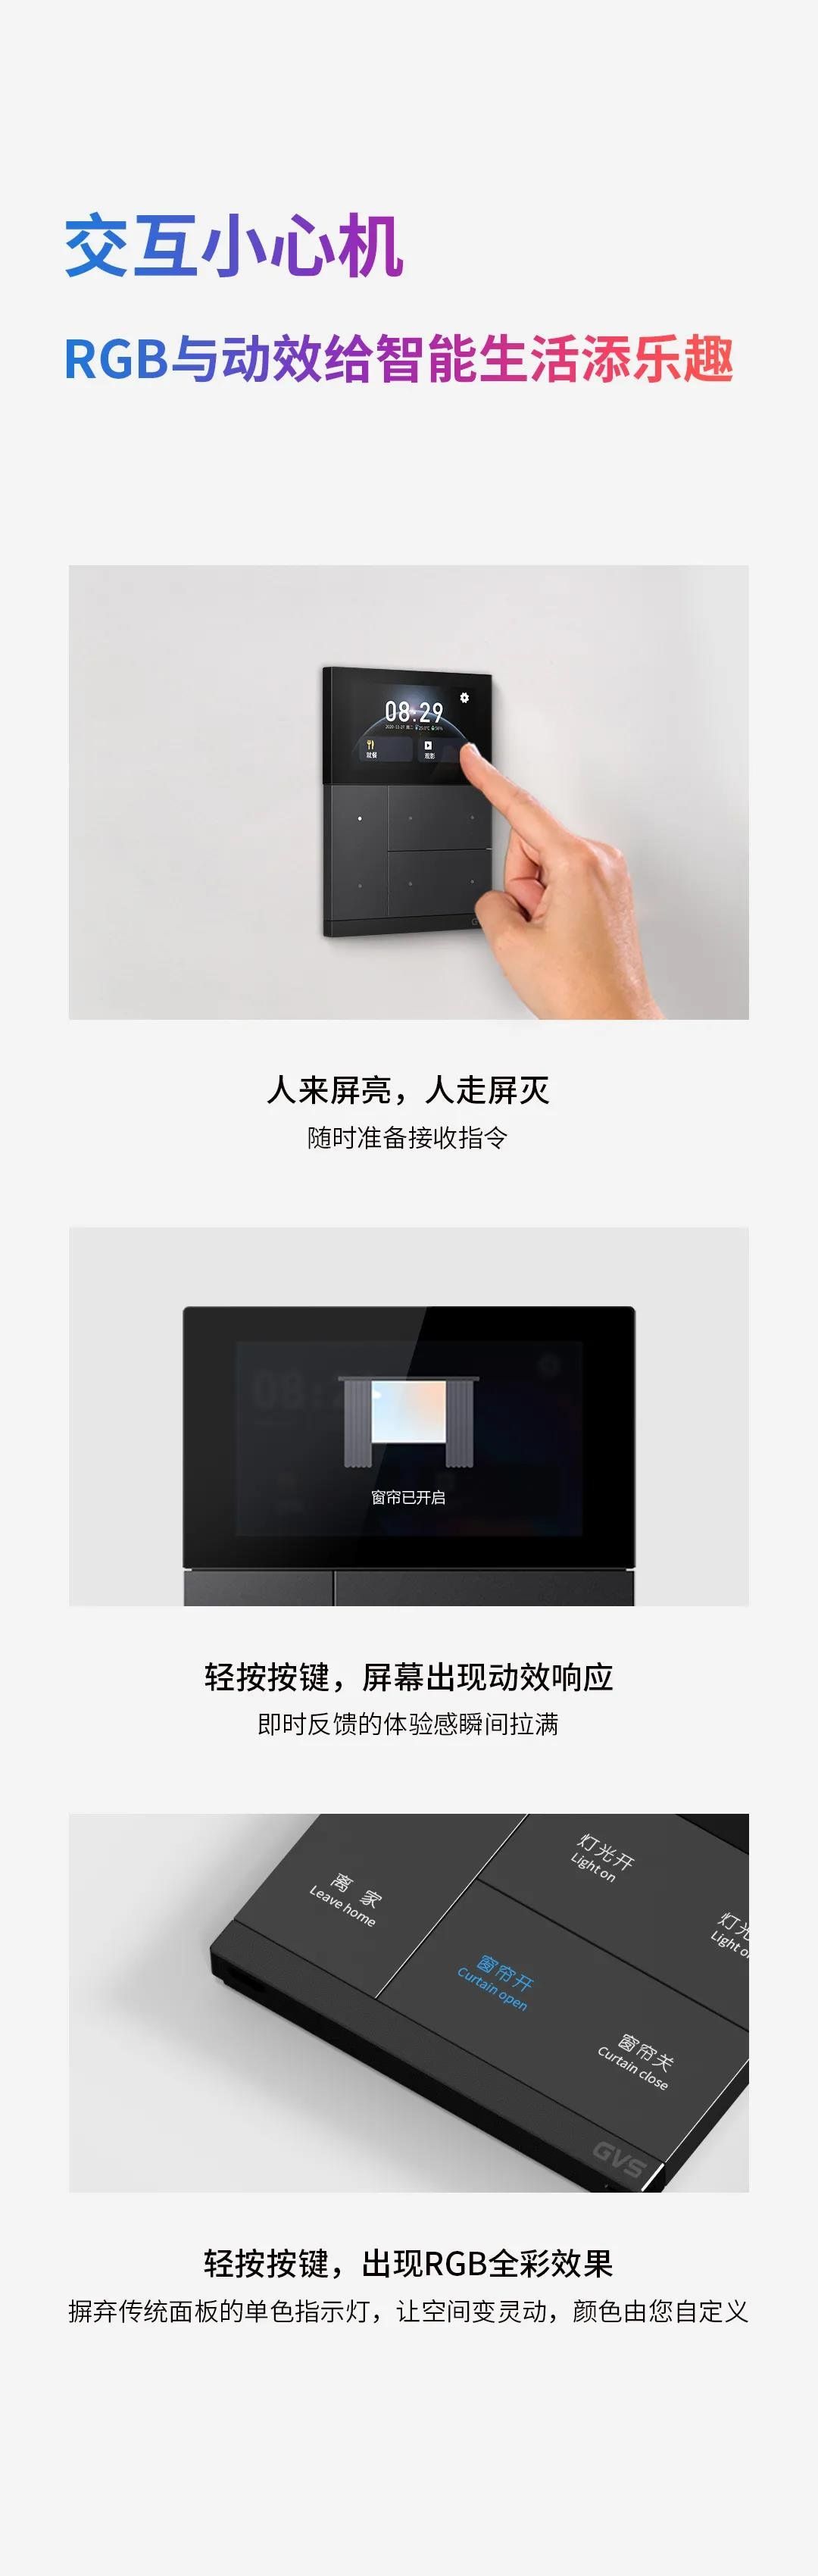 交互小心机
RGB与动效给智能生活添乐趣
08:29
就餐
观影
人来屏亮，人走屏灭
随时准备接收指令
窗帘已开启
轻按按键，屏幕出现动效响应
即时反馈的体验感瞬间拉满
灯光开
Light on
离 家
Leave home
灯光
Light o
窗帘开
Curtain open
窗帘关
Curtain close
GVS
轻按按键，出现RGB全彩效果
摒弃传统面板的单色指示灯，让空间变灵动，颜色由您自定义